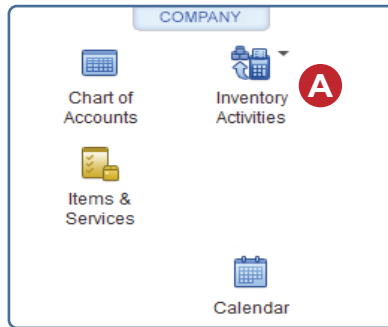 COMPANY
Chart of
Accounts
Inventory
Activities
A
Items &
Services
Calendar